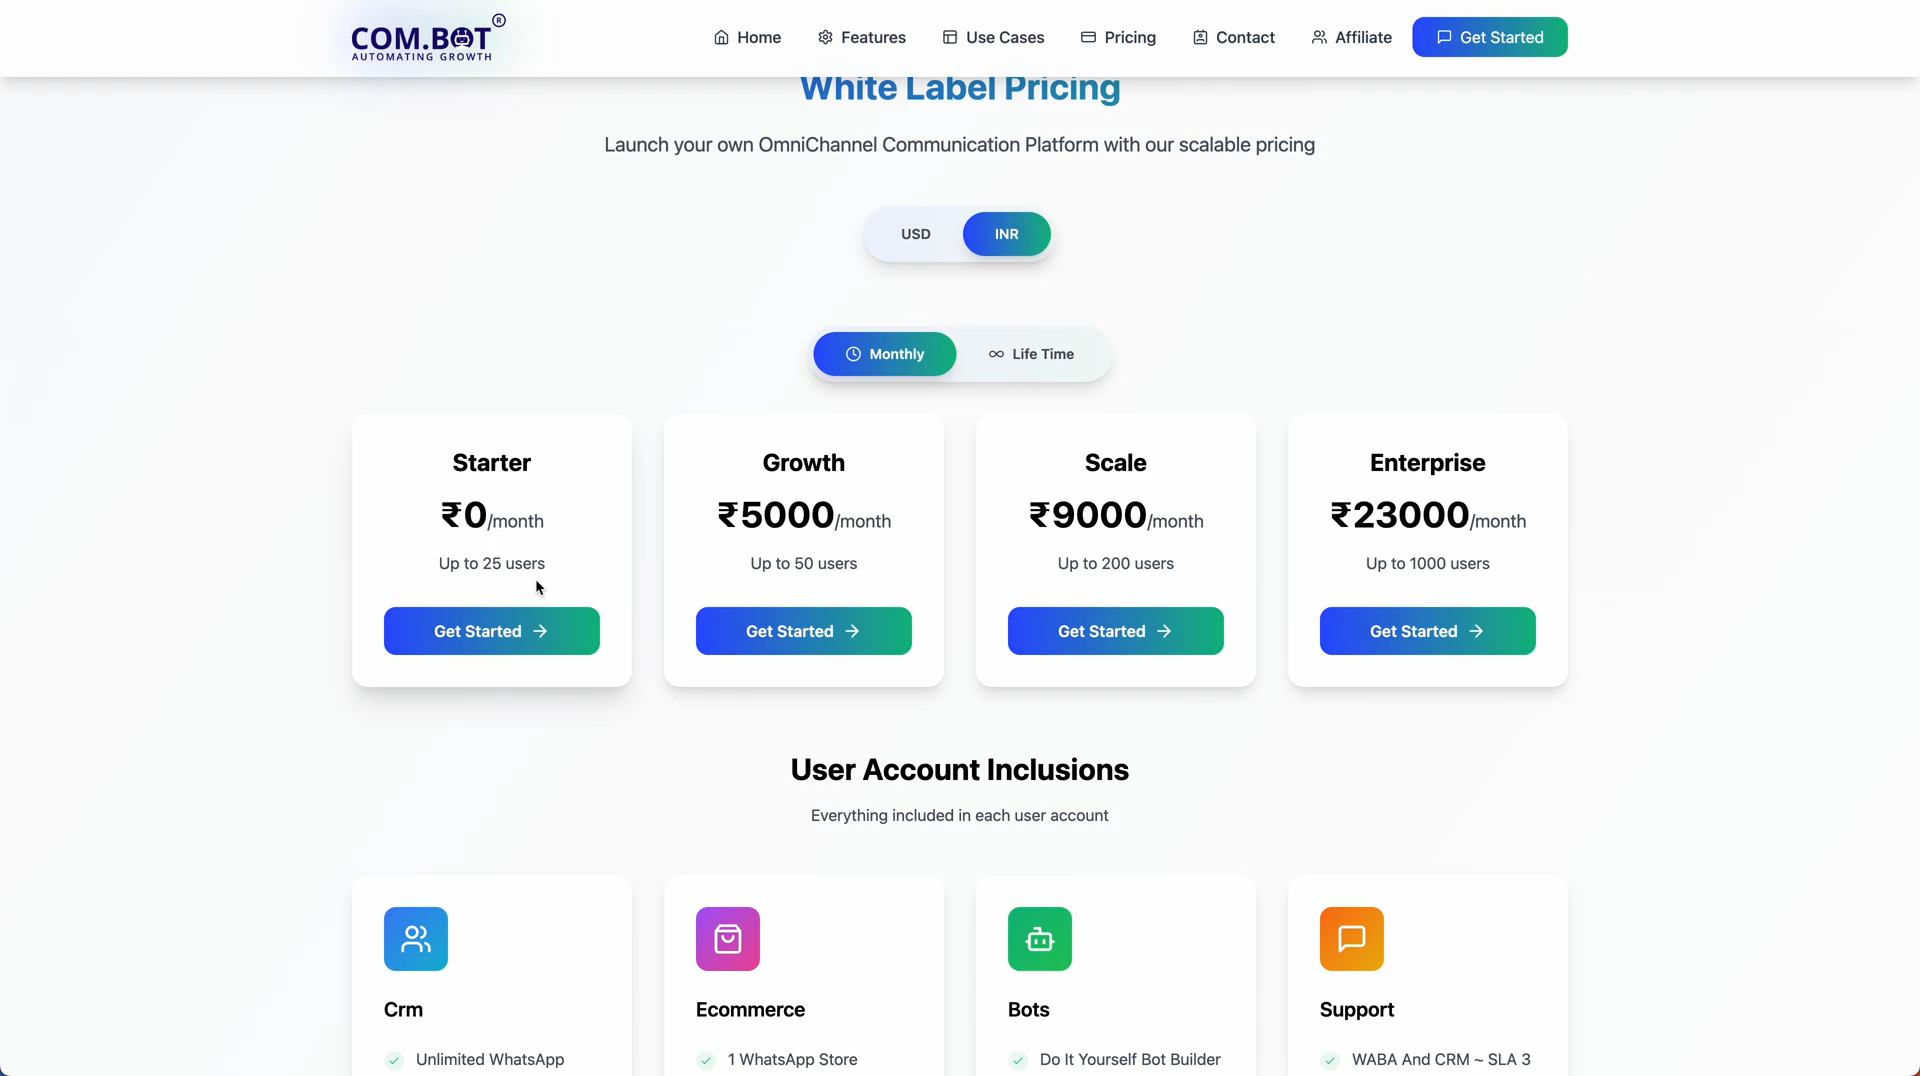 COM.BOT
®
AUTOMATING GROWTH
Home
Features
Use Cases
Pricing
Contact
Affiliate
Get Started
White Label Pricing
Launch your own OmniChannel Communication Platform with our scalable pricing
USD
INR
Monthly
Life Time
Starter
₹0/month
Up to 25 users
Get Started
Growth
₹5000/month
Up to 50 users
Get Started
Scale
₹9000/month
Up to 200 users
Get Started
Enterprise
₹23000/month
Up to 1000 users
Get Started
User Account Inclusions
Everything included in each user account
Crm
Unlimited WhatsApp
Ecommerce
1 WhatsApp Store
Bots
Do It Yourself Bot Builder
Support
WABA And CRM ~ SLA 3